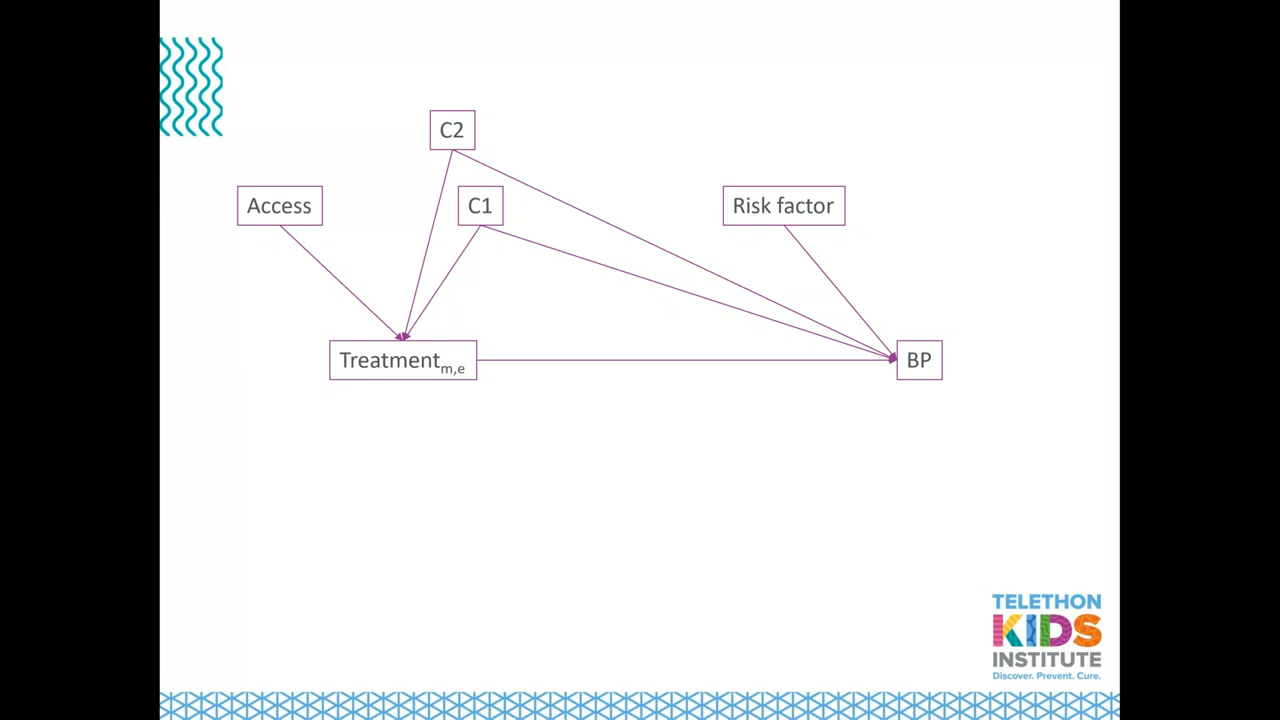 C2
Access
C1
Risk factor
Treatmentm,e
BP
TELETHON
KIDS
INSTITUTE
Discover. Prevent. Cure.